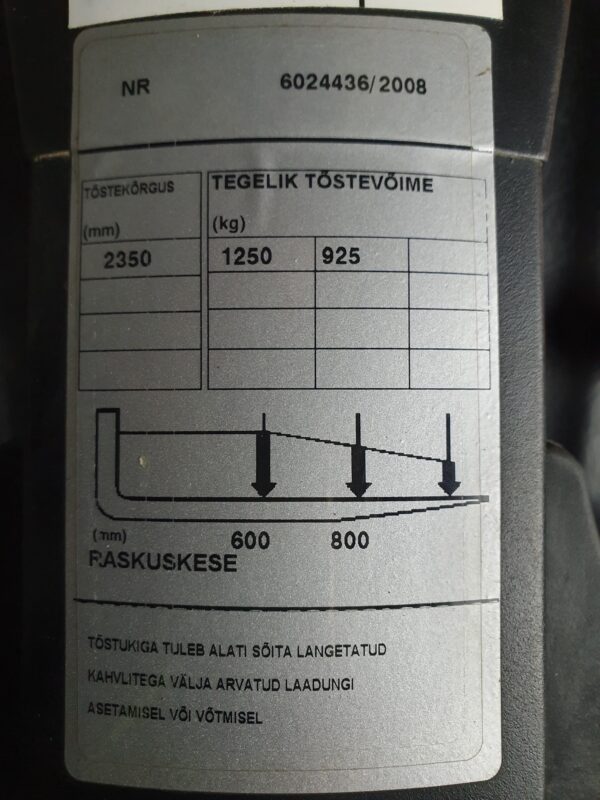 NR 6024436/2008
TÕSTEKÕRGUS TEGELIK TÕSTEVÕIME
(mm) (kg)
2350 1250 925
(mm) 600 800
RASKUSKESE
TÕSTUKIGA TULEB ALATI SÕITA LANGETATUD
KAHVLITEGA VÄLJA ARVATUD LAADUNGI
ASETAMISEL VÕI VÕTMISEL